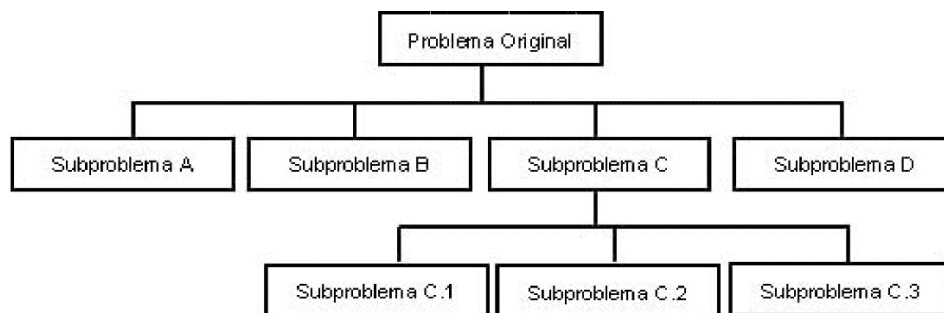 Problema Original
Subproblema A
Subproblema B
Subproblema C
Subproblema D
Subproblema C.1
Subproblema C.2
Subproblema C.3